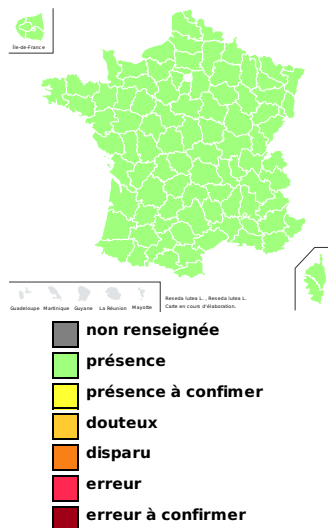 Île-de-France
Guadeloupe Martinique Guyane La Réunion Mayotte
Reseda lutea L. , Reseda lutea L.
Carte en cours d'élaboration.
non renseignée
présence
présence à confimer
douteux
disparu
erreur
erreur à confirmer